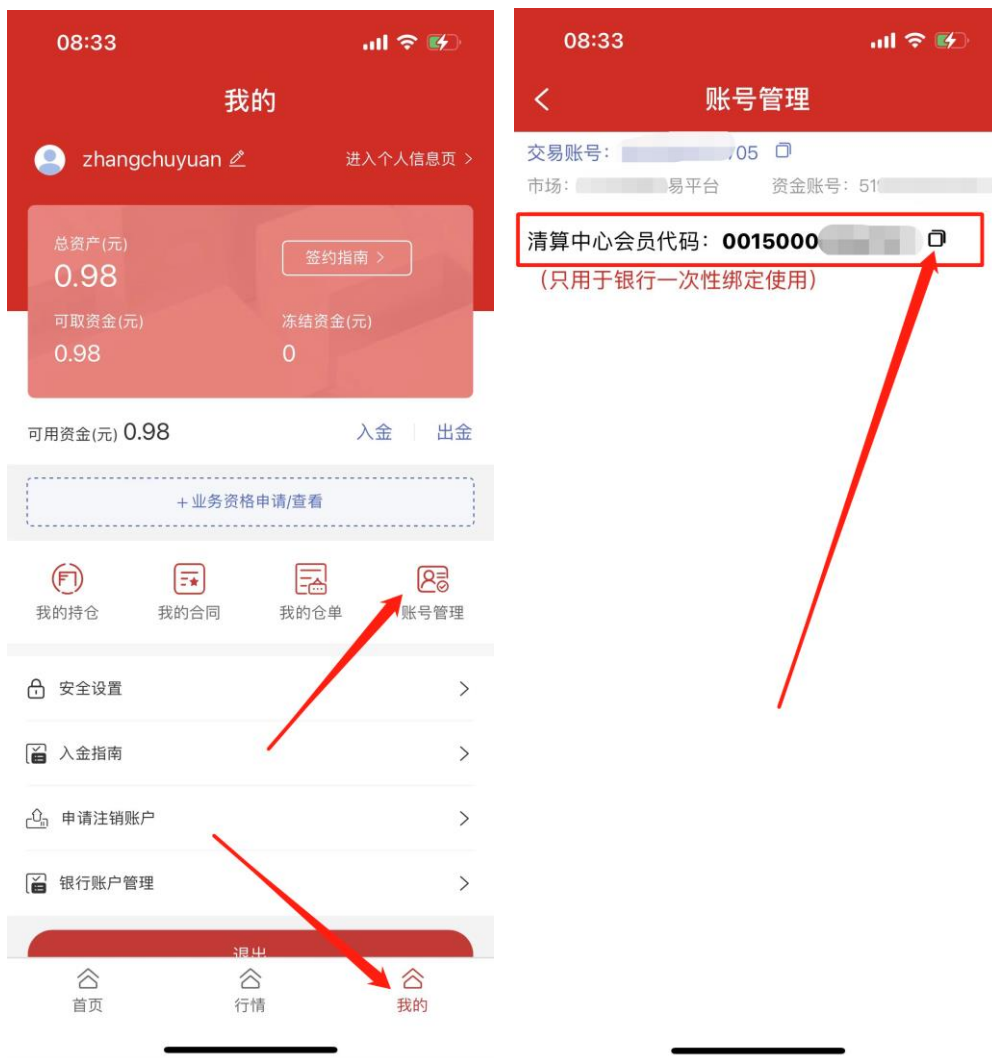 08:33
我的
zhangchuyuan
进入个人信息页 >
总资产(元)
0.98
签约指南 >
可取资金(元)
冻结资金(元)
0.98
0
可用资金(元) 0.98
入金
出金
+业务资格申请/查看
我的持仓
我的合同
我的仓单
账号管理
安全设置
入金指南
申请注销账户
银行账户管理
退出
首页
行情
我的
08:33
账号管理
交易账号: 705
市场: 易平台
资金账号: 51
清算中心会员代码: 0015000
(只用于银行一次性绑定使用)